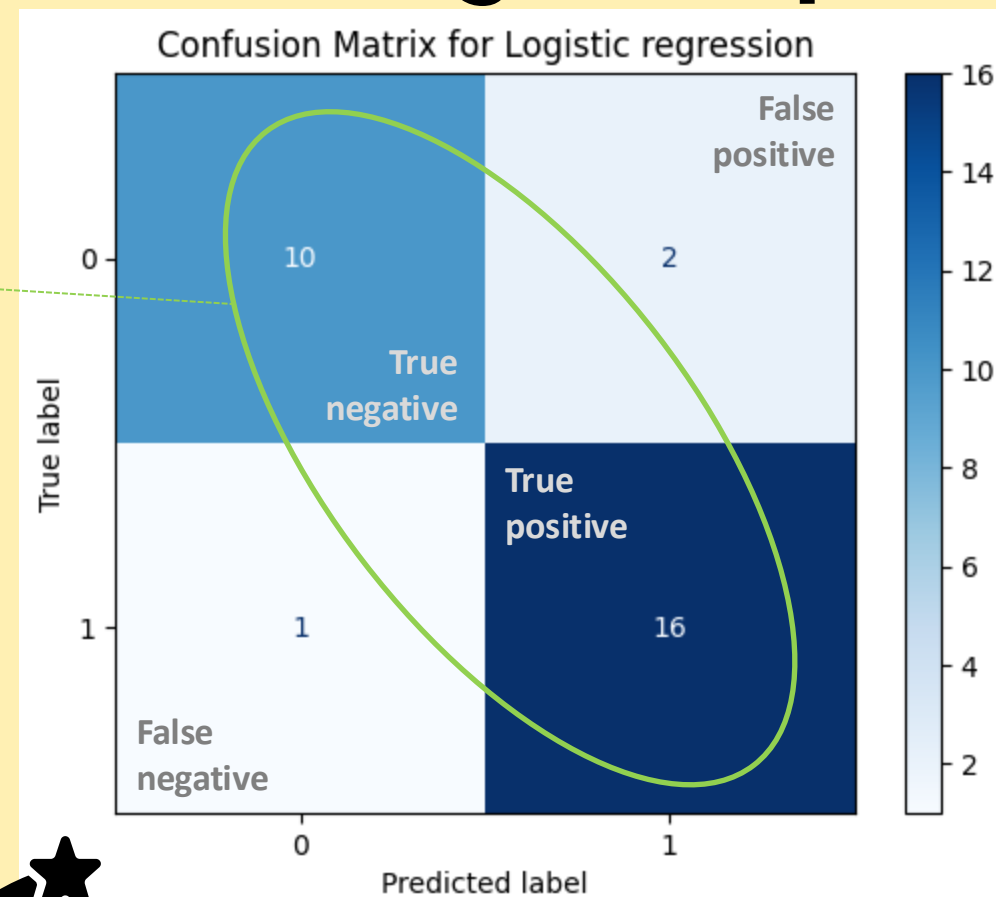 Confusion Matrix for Logistic regression
False
positive
0
10
2
True
negative
True label
True
positive
1
1
16
False
negative
0
1
Predicted label
16
14
12
10
8
6
4
2